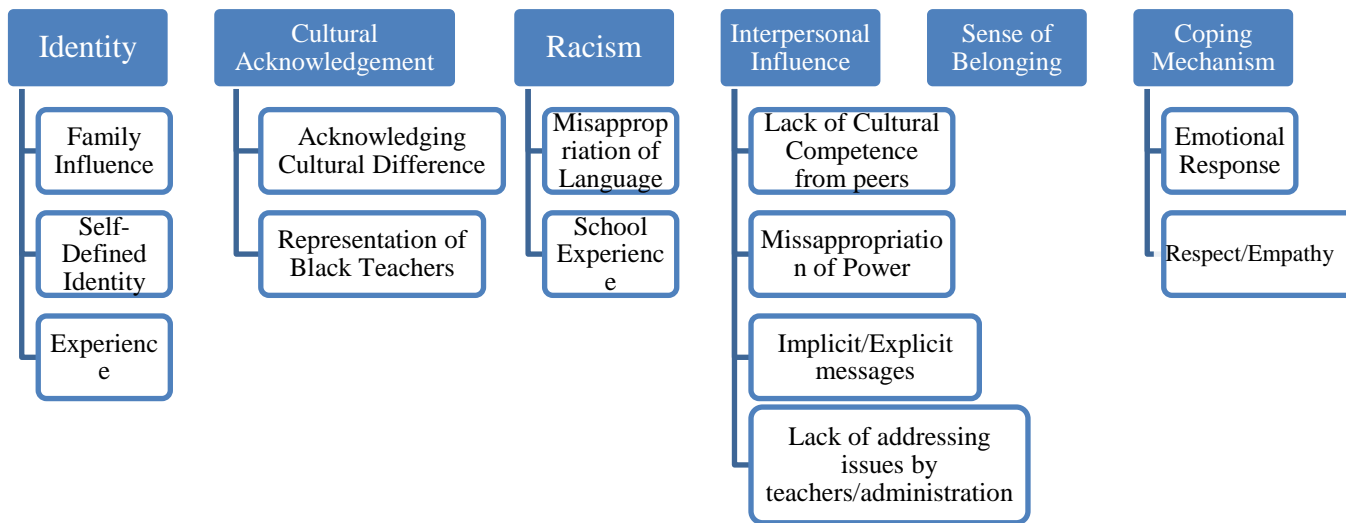 Identity
Family
Influence
Self-
Defined
Identity
Experienc
e
Cultural
Acknowledgement
Acknowledging
Cultural Difference
Representation of
Black Teachers
Racism
Misapprop
riation of
Language
School
Experienc
e
Interpersonal
Influence
Lack of Cultural
Competence
from peers
Missappropriatio
n of Power
Implicit/Explicit
messages
Lack of addressing
issues by
teachers/administration
Sense of
Belonging
Coping
Mechanism
Emotional
Response
Respect/Empathy